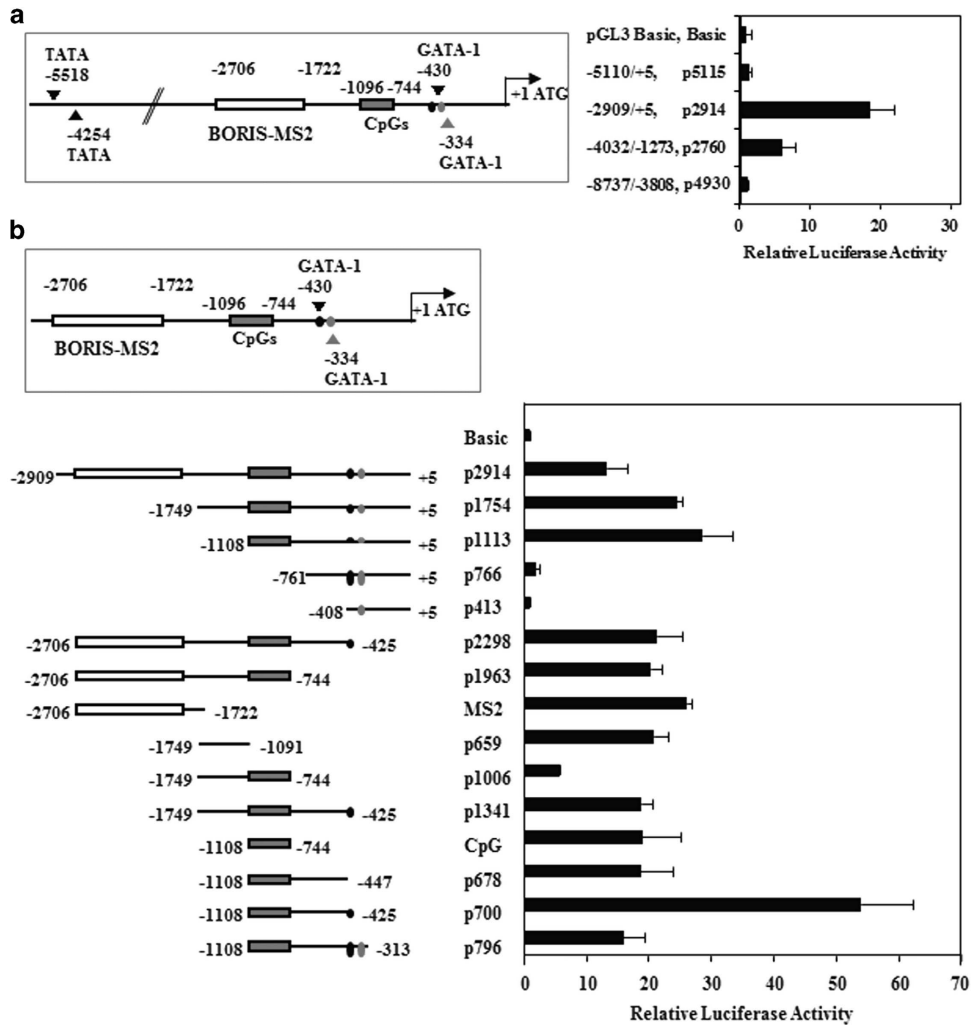 a
TATA
-5518
-4254
TATA
-2706
-1722
BORIS-MS2
-1096
-744
CpGs
GATA-1
-430
-334
GATA-1
+1 ATG
pGL3 Basic, Basic
-5110/+5, p5115
-2909/+5, p2914
-4032/-1273, p2760
-8737/-3808, p4930
0 10 20 30
Relative Luciferase Activity
b
-2706
-1722
BORIS-MS2
-1096
-744
CpGs
GATA-1
-430
-334
GATA-1
+1 ATG
Basic
-2909 +5 p2914
-1749 +5 p1754
-1108 +5 p1113
-761 +5 p766
-408 +5 p413
-2706 -425 p2298
-2706 -744 p1963
-2706 -1722 MS2
-1749 -1091 p659
-1749 -744 p1006
-1749 -425 p1341
-1108 -744 CpG
-1108 -447 p678
-1108 -425 p700
-1108 -313 p796
0 10 20 30 40 50 60 70
Relative Luciferase Activity